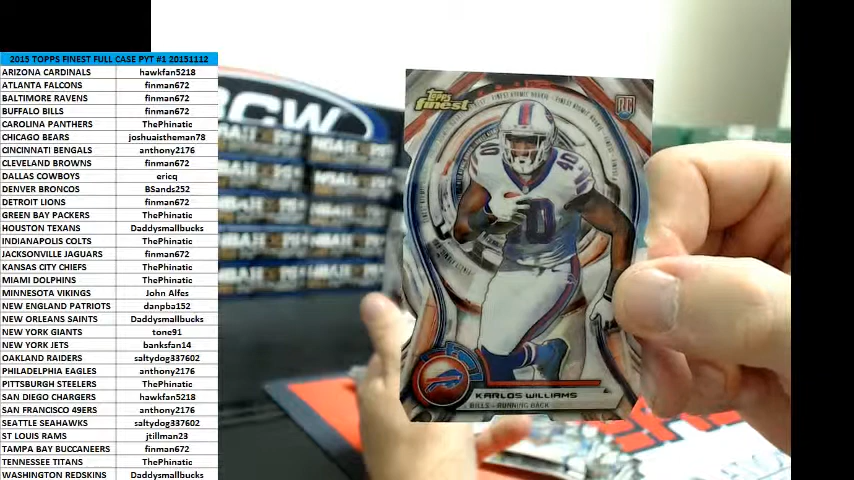 2015 TOPPS FINEST FULL CASE PYT #1 20151112
ARIZONA CARDINALS hawkfan5218
ATLANTA FALCONS finman672
BALTIMORE RAVENS finman672
BUFFALO BILLS finman672
CAROLINA PANTHERS ThePhinatic
CHICAGO BEARS joshuaistheman78
CINCINNATI BENGALS anthony2176
CLEVELAND BROWNS finman672
DALLAS COWBOYS ericq
DENVER BRONCOS BSands252
DETROIT LIONS finman672
GREEN BAY PACKERS ThePhinatic
HOUSTON TEXANS Daddysmallbucks
INDIANAPOLIS COLTS ThePhinatic
JACKSONVILLE JAGUARS finman672
KANSAS CITY CHIEFS ThePhinatic
MIAMI DOLPHINS ThePhinatic
MINNESOTA VIKINGS John Alfes
NEW ENGLAND PATRIOTS danpba152
NEW ORLEANS SAINTS Daddysmallbucks
NEW YORK GIANTS tone91
NEW YORK JETS banksfan14
OAKLAND RAIDERS saltydog337602
PHILADELPHIA EAGLES anthony2176
PITTSBURGH STEELERS ThePhinatic
SAN DIEGO CHARGERS hawkfan5218
SAN FRANCISCO 49ERS anthony2176
SEATTLE SEAHAWKS saltydog337602
ST LOUIS RAMS jtillman23
TAMPA BAY BUCCANEERS finman672
TENNESSEE TITANS ThePhinatic
WASHINGTON REDSKINS Daddysmallbucks
BCW
TOPPS
finest
RC
40 40
40
KARLOS WILLIAMS
BILLS • RUNNING BACK